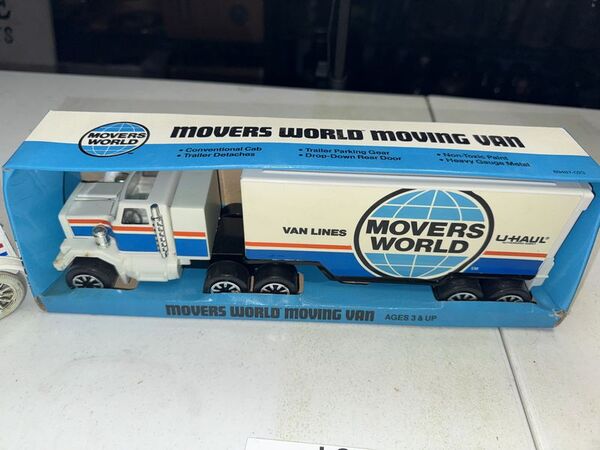 MOVERS
WORLD
MOVERS WORLD MOVING VAN
• Conventional Cab
• Trailer Detaches
• Trailer Parking Gear
• Drop-Down Rear Door
• Non-Toxic Paint
• Heavy Gauge Metal
VAN LINES
MOVERS
WORLD
U-HAUL
SM
MOVERS WORLD MOVING VAN
AGES 3 & UP